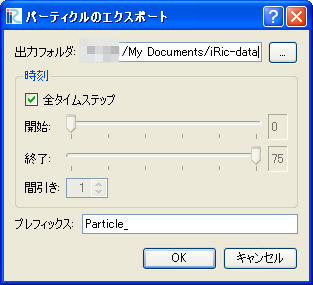 パーティクルのエクスポート
出力フォルダ: /My Documents/iRic-data ...
時刻
全タイムステップ
開始: 0
終了: 75
間引き: 1
プレフィックス: Particle_
OK キャンセル